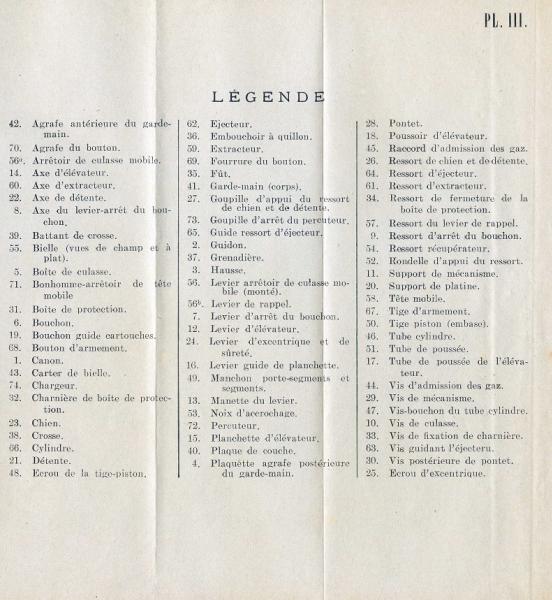 PL. III.
LÉGENDE
42. Agrafe antérieure du garde-
main.
70. Agrafe du bouton.
56ᵃ. Arrêtoir de culasse mobile.
14. Axe d'élévateur.
60. Axe d'extracteur.
22. Axe de détente.
8. Axe du levier-arrêt du bou-
chon.
39. Battant de crosse.
55. Bielle (vues de champ et à
plat).
5. Boîte de culasse.
71. Bonhomme-arrêtoir de tête
mobile
31. Boîte de protection.
6. Bouchon.
19. Bouchon guide cartouches.
68. Bouton d'armement.
1. Canon.
43. Carter de bielle.
74. Chargeur.
32. Charnière de boîte de protec-
tion.
23. Chien.
38. Crosse.
66. Cylindre.
21. Détente.
48. Ecrou de la tige-piston.
62. Ejecteur.
36. Embouchoir à quillon.
59. Extracteur.
69. Fourrure du bouton.
35. Fût.
41. Garde-main (corps).
27. Goupille d'appui du ressort
de chien et de détente.
73. Goupille d'arrêt du percuteur.
65. Guide ressort d'éjecteur.
2. Guidon.
37. Grenadière.
3. Hausse.
56. Levier arrêtoir de culasse mo-
bile (monté).
56ᵇ. Levier de rappel.
7. Levier d'arrêt du bouchon.
12. Levier d'élévateur.
24. Levier d'excentrique et de
sûreté.
16. Levier guide de planchette.
49. Manchon porte-segments et
segments.
13. Manette du levier.
53. Noix d'accrochage.
72. Percuteur.
15. Planchette d'élévateur.
40. Plaque de couche.
4. Plaquette agrafe postérieure
du garde-main.
28. Pontet.
18. Poussoir d'élévateur.
45. Raccord d'admission des gaz.
26. Ressort de chien et de détente.
64. Ressort d'éjecteur.
61. Ressort d'extracteur.
34. Ressort de fermeture de la
boîte de protection.
57. Ressort du levier de rappel.
9. Ressort d'arrêt du bouchon.
54. Ressort récupérateur.
52. Rondelle d'appui du ressort.
11. Support de mécanisme.
20. Support de platine.
58. Tête mobile.
67. Tige d'armement.
50. Tige piston (embase).
46. Tube cylindre.
51. Tube de poussée.
17. Tube de poussée de l'éléva-
teur.
44. Vis d'admission des gaz.
29. Vis de mécanisme.
47. Vis-bouchon du tube cylindre.
10. Vis de culasse.
33. Vis de fixation de charnière.
63. Vis guidant l'éjecteru.
30. Vis postérieure de pontet.
25. Ecrou d'excentrique.